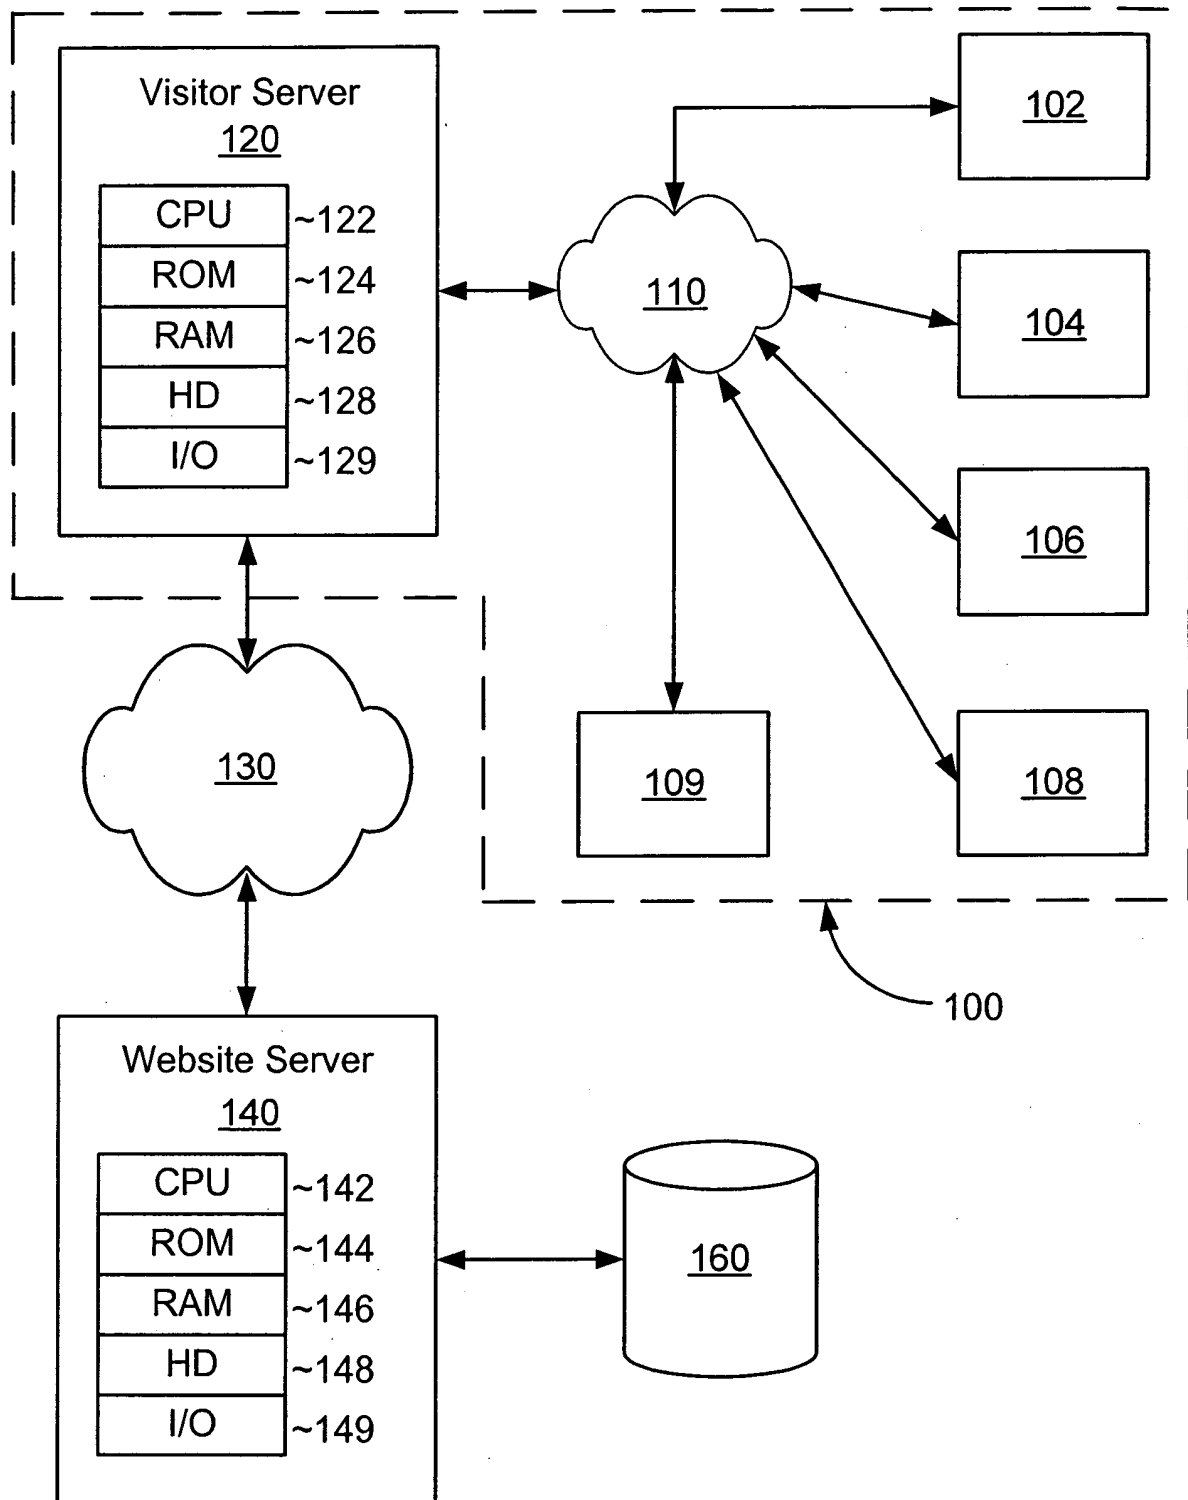 Visitor Server
120
CPU ~122
ROM ~124
RAM ~126
HD ~128
I/O ~129
110
102
104
106
108
109
130
100
Website Server
140
CPU ~142
ROM ~144
RAM ~146
HD ~148
I/O ~149
160